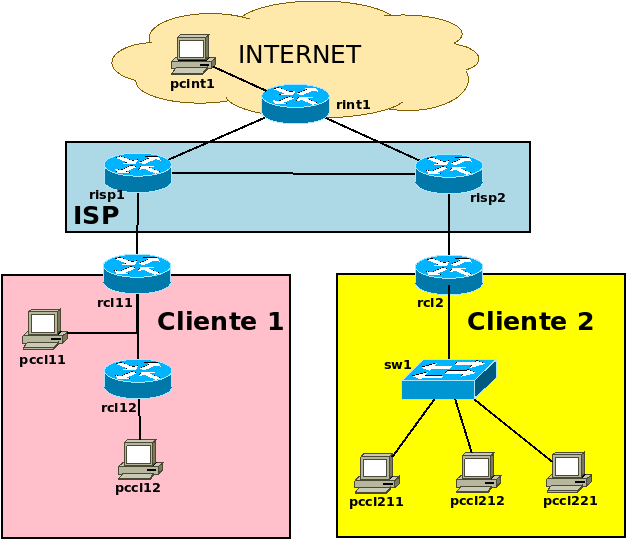 INTERNET
pcint1
rint1
risp1
risp2
ISP
rcl11
rcl2
Cliente 1
Cliente 2
pccl11
sw1
rcl12
pccl12
pccl211
pccl212
pccl221